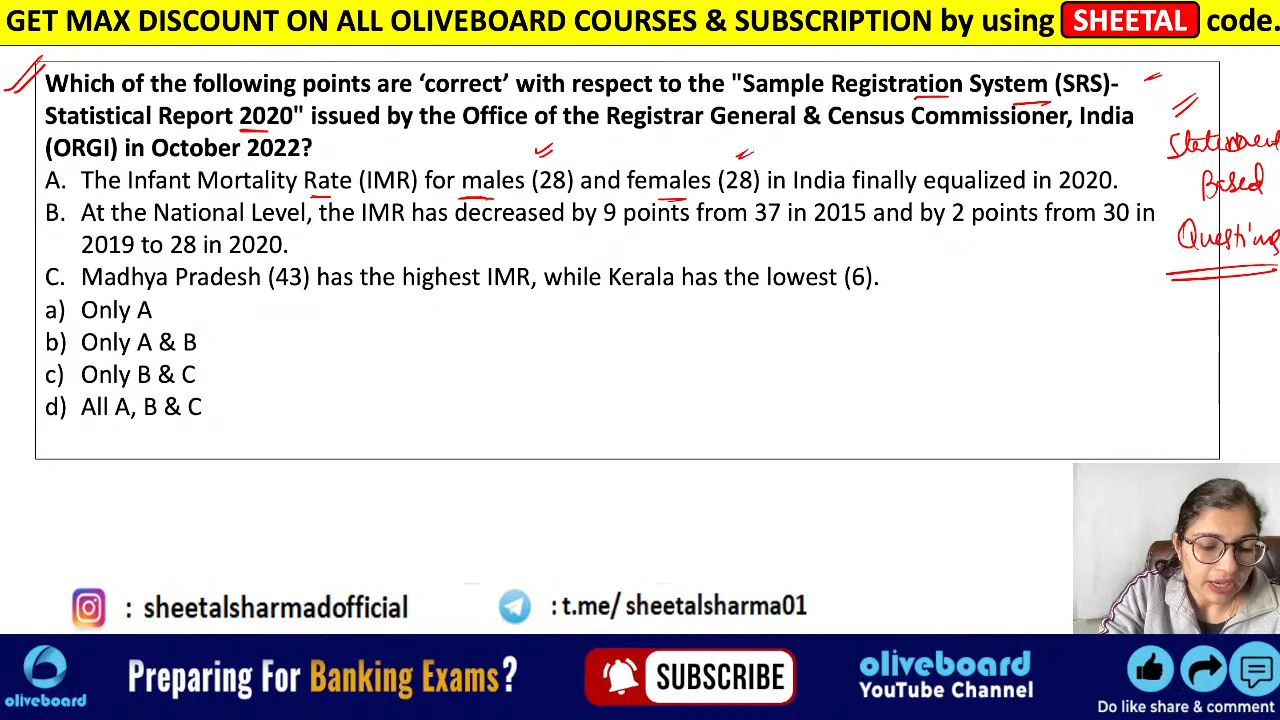 GET MAX DISCOUNT ON ALL OLIVEBOARD COURSES & SUBSCRIPTION by using SHEETAL code.
Which of the following points are ‘correct’ with respect to the "Sample Registration System (SRS)-
Statistical Report 2020" issued by the Office of the Registrar General & Census Commissioner, India
(ORGI) in October 2022?
A. The Infant Mortality Rate (IMR) for males (28) and females (28) in India finally equalized in 2020.
B. At the National Level, the IMR has decreased by 9 points from 37 in 2015 and by 2 points from 30 in
2019 to 28 in 2020.
C. Madhya Pradesh (43) has the highest IMR, while Kerala has the lowest (6).
a) Only A
b) Only A & B
c) Only B & C
d) All A, B & C
Statement
Based
Questions
: sheetalsharmadofficial
: t.me/ sheetalsharma01
oliveboard
Preparing For Banking Exams?
SUBSCRIBE
oliveboard
YouTube Channel
Do like share & comment